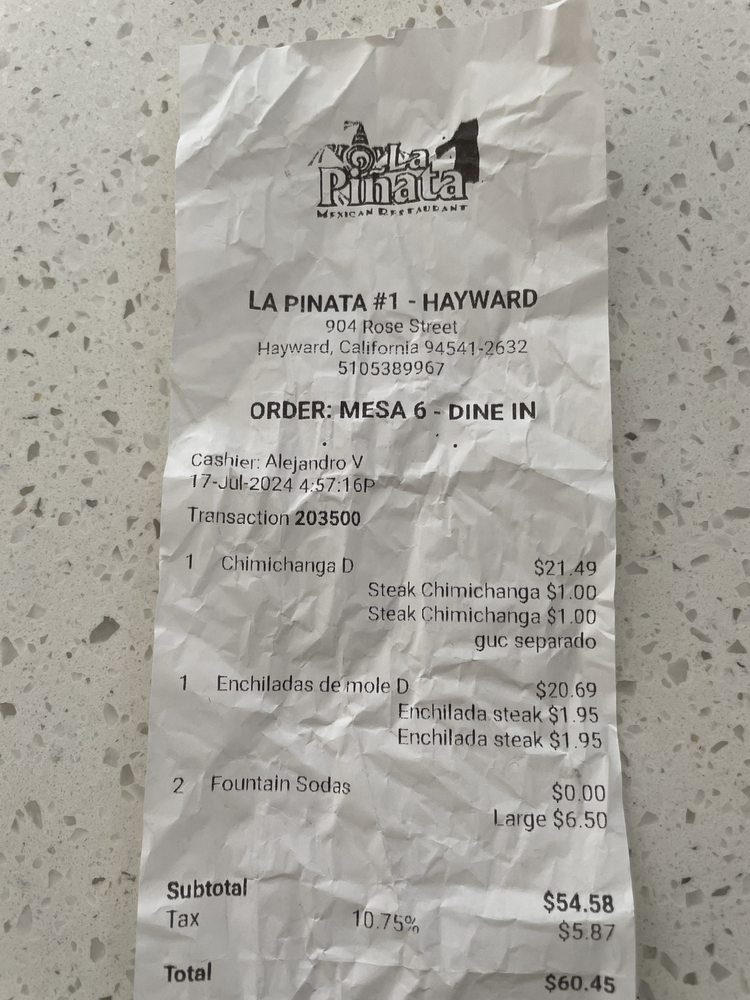 La 1
Piñata
MEXICAN RESTAURANT
LA PINATA #1 - HAYWARD
904 Rose Street
Hayward, California 94541-2632
5105389967
ORDER: MESA 6 - DINE IN
Cashier: Alejandro V
17-Jul-2024 4:57:16P
Transaction 203500
1 Chimichanga D $21.49
Steak Chimichanga $1.00
Steak Chimichanga $1.00
guc separado
1 Enchiladas de mole D $20.69
Enchilada steak $1.95
Enchilada steak $1.95
2 Fountain Sodas $0.00
Large $6.50
Subtotal $54.58
Tax 10.75% $5.87
Total $60.45